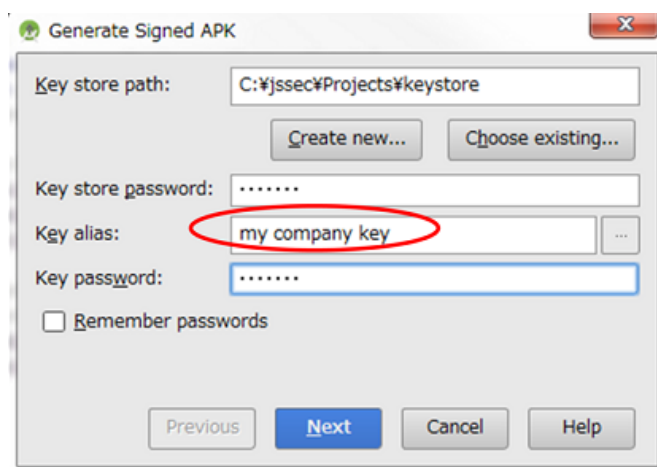 Generate Signed APK
Key store path: C:¥jssec¥Projects¥keystore
Create new... Choose existing...
Key store password: •••••••
Key alias: my company key ...
Key password: •••••••
Remember passwords
Previous Next Cancel Help